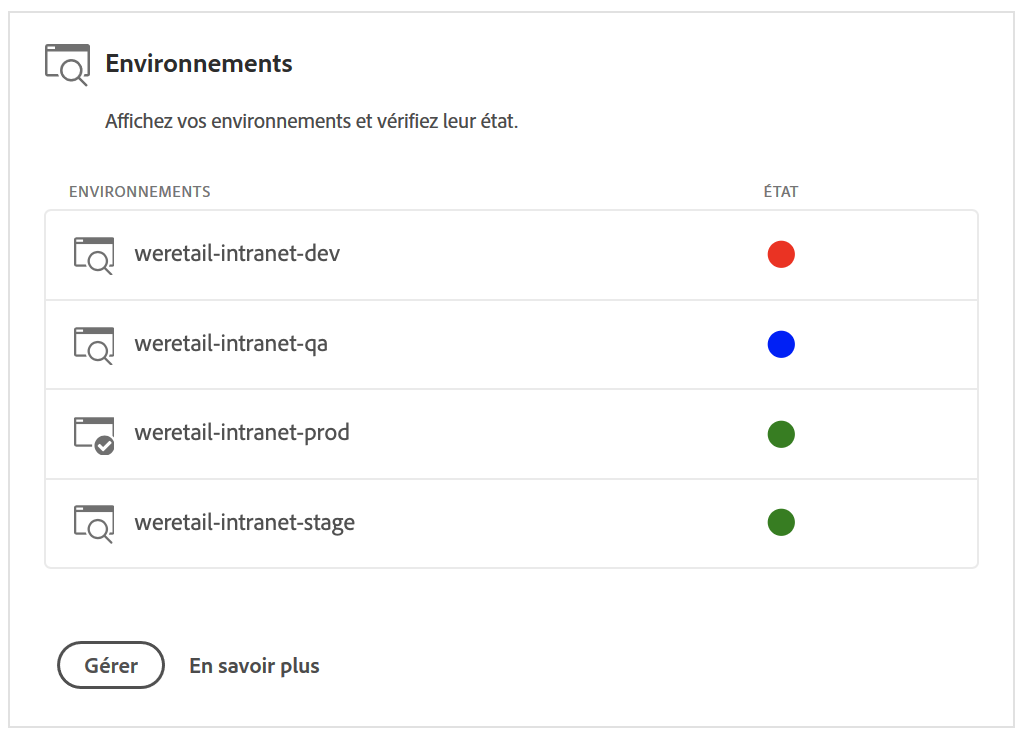 Environnements
Affichez vos environnements et vérifiez leur état.
ENVIRONNEMENTS ÉTAT
weretail-intranet-dev
weretail-intranet-qa
weretail-intranet-prod
weretail-intranet-stage
Gérer En savoir plus